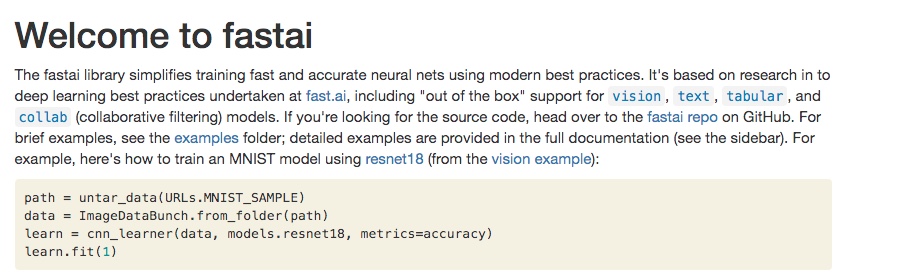 Welcome to fastai
The fastai library simplifies training fast and accurate neural nets using modern best practices. It's based on research in to
deep learning best practices undertaken at fast.ai, including "out of the box" support for vision, text, tabular, and
collab (collaborative filtering) models. If you're looking for the source code, head over to the fastai repo on GitHub. For
brief examples, see the examples folder; detailed examples are provided in the full documentation (see the sidebar). For
example, here's how to train an MNIST model using resnet18 (from the vision example):
path = untar_data(URLs.MNIST_SAMPLE)
data = ImageDataBunch.from_folder(path)
learn = cnn_learner(data, models.resnet18, metrics=accuracy)
learn.fit(1)